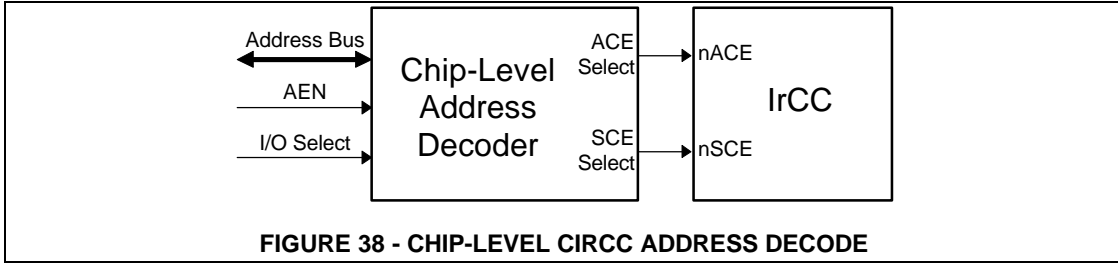 Address Bus
AEN
I/O Select
Chip-Level
Address
Decoder
ACE
Select
SCE
Select
nACE
nSCE
IrCC
FIGURE 38 - CHIP-LEVEL CIRCC ADDRESS DECODE